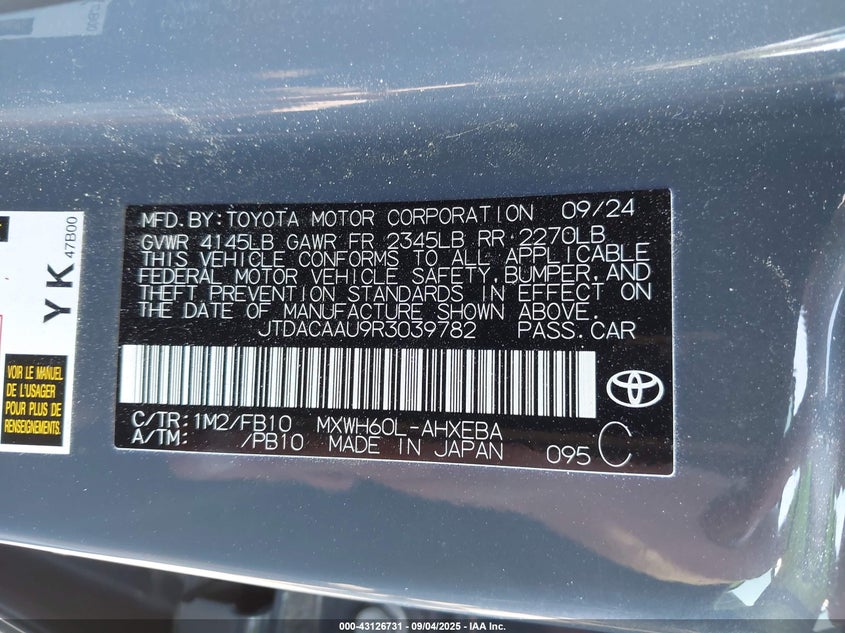 MFD. BY: TOYOTA MOTOR CORPORATION 09/24
GVWR 4145LB GAWR FR 2345LB RR 2270LB
THIS VEHICLE CONFORMS TO ALL APPLICABLE
FEDERAL MOTOR VEHICLE SAFETY, BUMPER, AND
THEFT PREVENTION STANDARDS IN EFFECT ON
THE DATE OF MANUFACTURE SHOWN ABOVE.
JTDACAAU9R3039782 PASS. CAR
C/TR: 1M2/FB10 MXWH60L-AHXEBA
A/TM: /PB10 MADE IN JAPAN 095 C
YK
47B00
VOIR LE MANUEL
DE L'USAGER
POUR PLUS DE
RENSEIGNEMENTS.
000-43126731 - 09/04/2025 - IAA Inc.